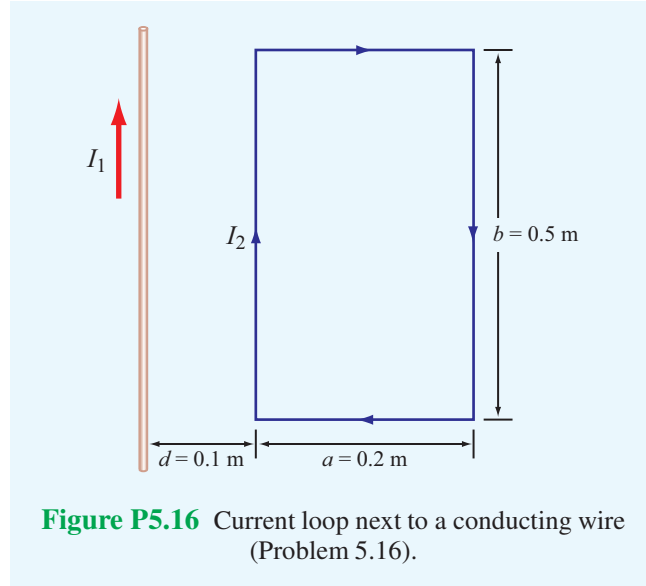 I1
I2
b = 0.5 m
d = 0.1 m
a = 0.2 m
Figure P5.16 Current loop next to a conducting wire
(Problem 5.16).